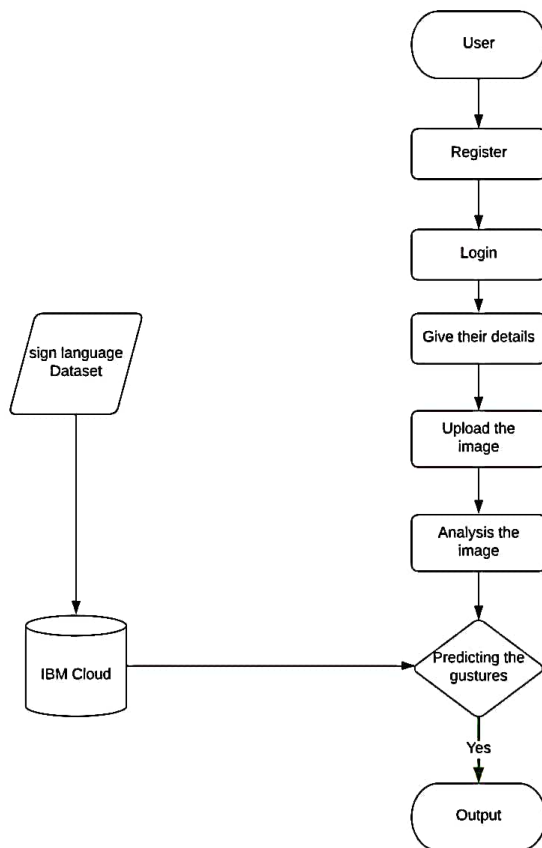 User
Register
Login
Give their details
sign language
Dataset
Upload the
image
Analysis the
image
IBM Cloud
Predicting the
gustures
Yes
Output